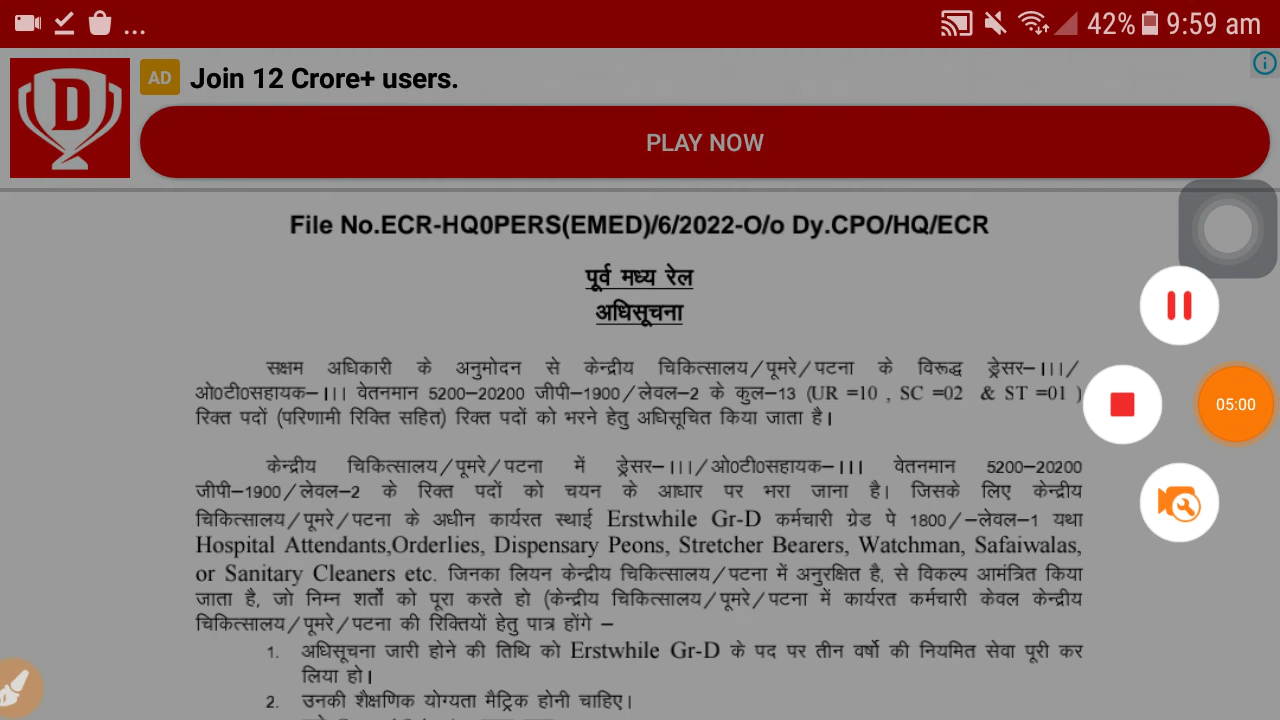 ... 42% 9:59 am
AD Join 12 Crore+ users.
D
PLAY NOW
File No.ECR-HQ0PERS(EMED)/6/2022-O/o Dy.CPO/HQ/ECR
पूर्व मध्य रेल
अधिसूचना
सक्षम अधिकारी के अनुमोदन से केन्द्रीय चिकित्सालय/पूमरे/पटना के विरूद्ध ड्रेसर–।।।/
ओ0टी0सहायक–।।। वेतनमान 5200–20200 जीपी–1900/लेवल–2 के कुल–13 (UR =10 , SC =02 & ST =01 )
रिक्त पदों (परिणामी रिक्ति सहित) रिक्त पदों को भरने हेतु अधिसूचित किया जाता है।
केन्द्रीय चिकित्सालय/पूमरे/पटना में ड्रेसर–।।।/ओ0टी0सहायक–।।। वेतनमान 5200–20200
जीपी–1900/लेवल–2 के रिक्त पदों को चयन के आधार पर भरा जाना है। जिसके लिए केन्द्रीय
चिकित्सालय/पूमरे/पटना के अधीन कार्यरत स्थाई Erstwhile Gr-D कर्मचारी ग्रेड पे 1800/–लेवल–1 यथा
Hospital Attendants,Orderlies, Dispensary Peons, Stretcher Bearers, Watchman, Safaiwalas,
or Sanitary Cleaners etc. जिनका लियन केन्द्रीय चिकित्सालय/पटना में अनुरक्षित है, से विकल्प आमंत्रित किया
जाता है, जो निम्न शर्तों को पूरा करते हो (केन्द्रीय चिकित्सालय/पूमरे/पटना में कार्यरत कर्मचारी केवल केन्द्रीय
चिकित्सालय/पूमरे/पटना की रिक्तियों हेतु पात्र होंगे –
1. अधिसूचना जारी होने की तिथि को Erstwhile Gr-D के पद पर तीन वर्षो की नियमित सेवा पूरी कर
लिया हो।
2. उनकी शैक्षणिक योग्यता मैट्रिक होनी चाहिए।
05:00